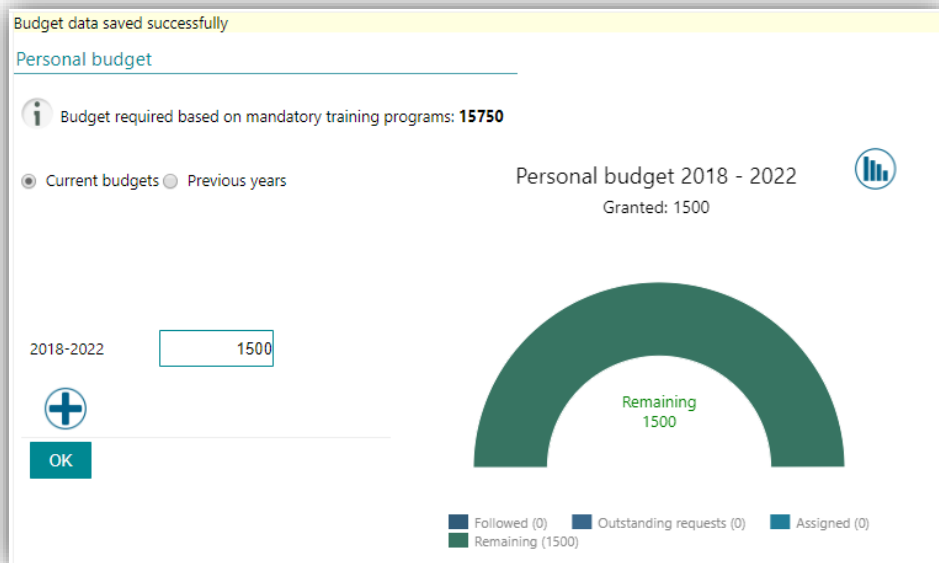 Budget data saved successfully
Personal budget
i Budget required based on mandatory training programs: 15750
Current budgets Previous years
Personal budget 2018 - 2022
Granted: 1500
2018-2022 1500
Remaining
1500
OK
Followed (0) Outstanding requests (0) Assigned (0)
Remaining (1500)